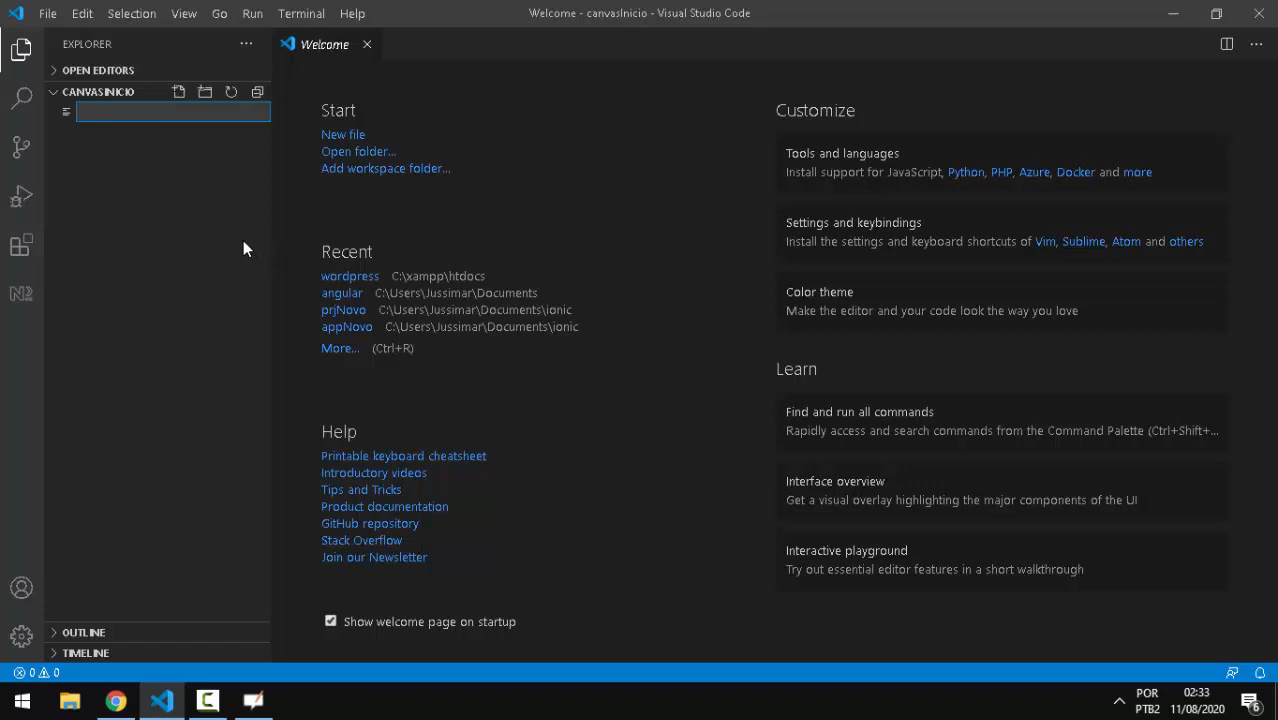 File Edit Selection View Go Run Terminal Help
Welcome - canvasInicio - Visual Studio Code
EXPLORER
Welcome
OPEN EDITORS
CANVASINICIO
Start
New file
Open folder...
Add workspace folder...
Recent
wordpress C:\xampp\htdocs
angular C:\Users\Jussimar\Documents
prjNovo C:\Users\Jussimar\Documents\ionic
appNovo C:\Users\Jussimar\Documents\ionic
More... (Ctrl+R)
Help
Printable keyboard cheatsheet
Introductory videos
Tips and Tricks
Product documentation
GitHub repository
Stack Overflow
Join our Newsletter
Show welcome page on startup
Customize
Tools and languages
Install support for JavaScript, Python, PHP, Azure, Docker and more
Settings and keybindings
Install the settings and keyboard shortcuts of Vim, Sublime, Atom and others
Color theme
Make the editor and your code look the way you love
Learn
Find and run all commands
Rapidly access and search commands from the Command Palette (Ctrl+Shift+...
Interface overview
Get a visual overlay highlighting the major components of the UI
Interactive playground
Try out essential editor features in a short walkthrough
OUTLINE
TIMELINE
0 0
POR 02:33
PTB2 11/08/2020
6